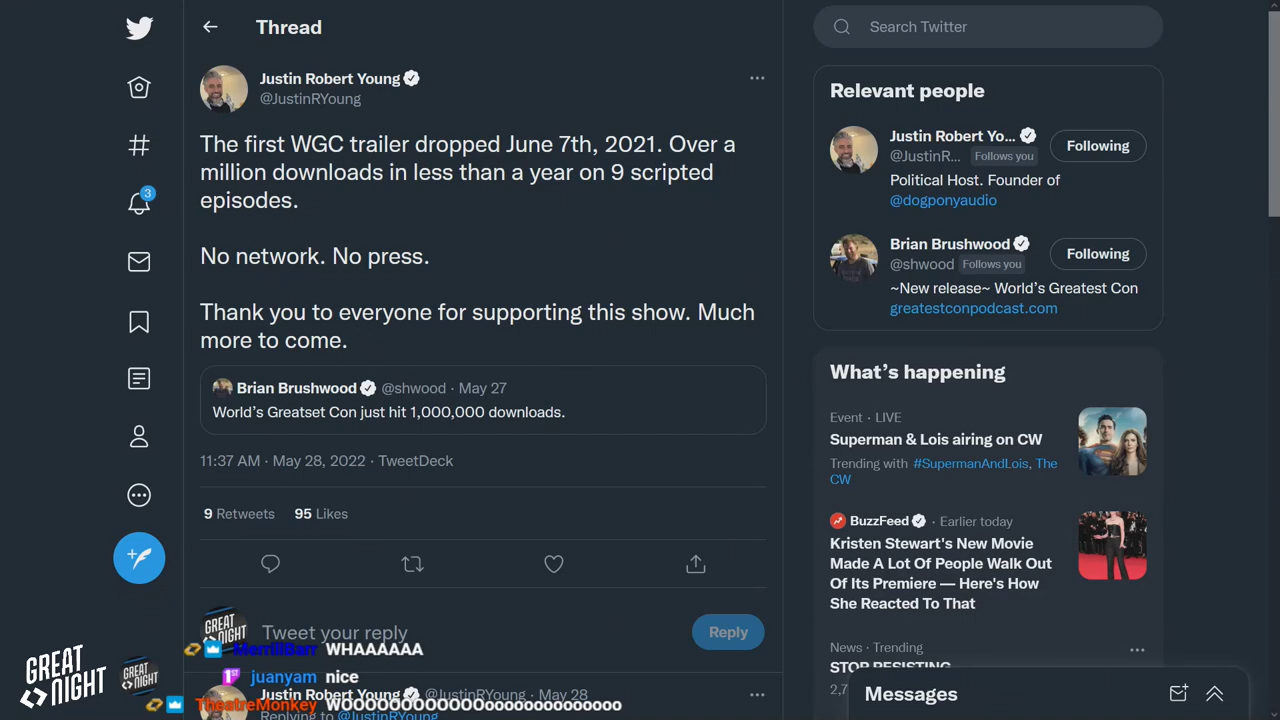 Thread
Justin Robert Young
@JustinRYoung
The first WGC trailer dropped June 7th, 2021. Over a
million downloads in less than a year on 9 scripted
episodes.
No network. No press.
Thank you to everyone for supporting this show. Much
more to come.
Brian Brushwood @shwood · May 27
World's Greatset Con just hit 1,000,000 downloads.
11:37 AM · May 28, 2022 · TweetDeck
9 Retweets 95 Likes
Tweet your reply
Reply
Justin Robert Young @JustinRYoung · May 28
Replying to @JustinRYoung
3
GREAT
NIGHT
GREAT
NIGHT
GREAT
NIGHT
MerrillBarr WHAAAAAA
1ST juanyam nice
TheatreMonkey WOOOOOOOOOOOooooooooooooooo
Search Twitter
Relevant people
Justin Robert Yo...
@JustinR... Follows you
Following
Political Host. Founder of
@dogponyaudio
Brian Brushwood
@shwood Follows you
Following
~New release~ World's Greatest Con
greatestconpodcast.com
What's happening
Event · LIVE
Superman & Lois airing on CW
Trending with #SupermanAndLois, The
CW
BuzzFeed · Earlier today
Kristen Stewart's New Movie
Made A Lot Of People Walk Out
Of Its Premiere — Here's How
She Reacted To That
News · Trending
STOP RESISTING
Messages